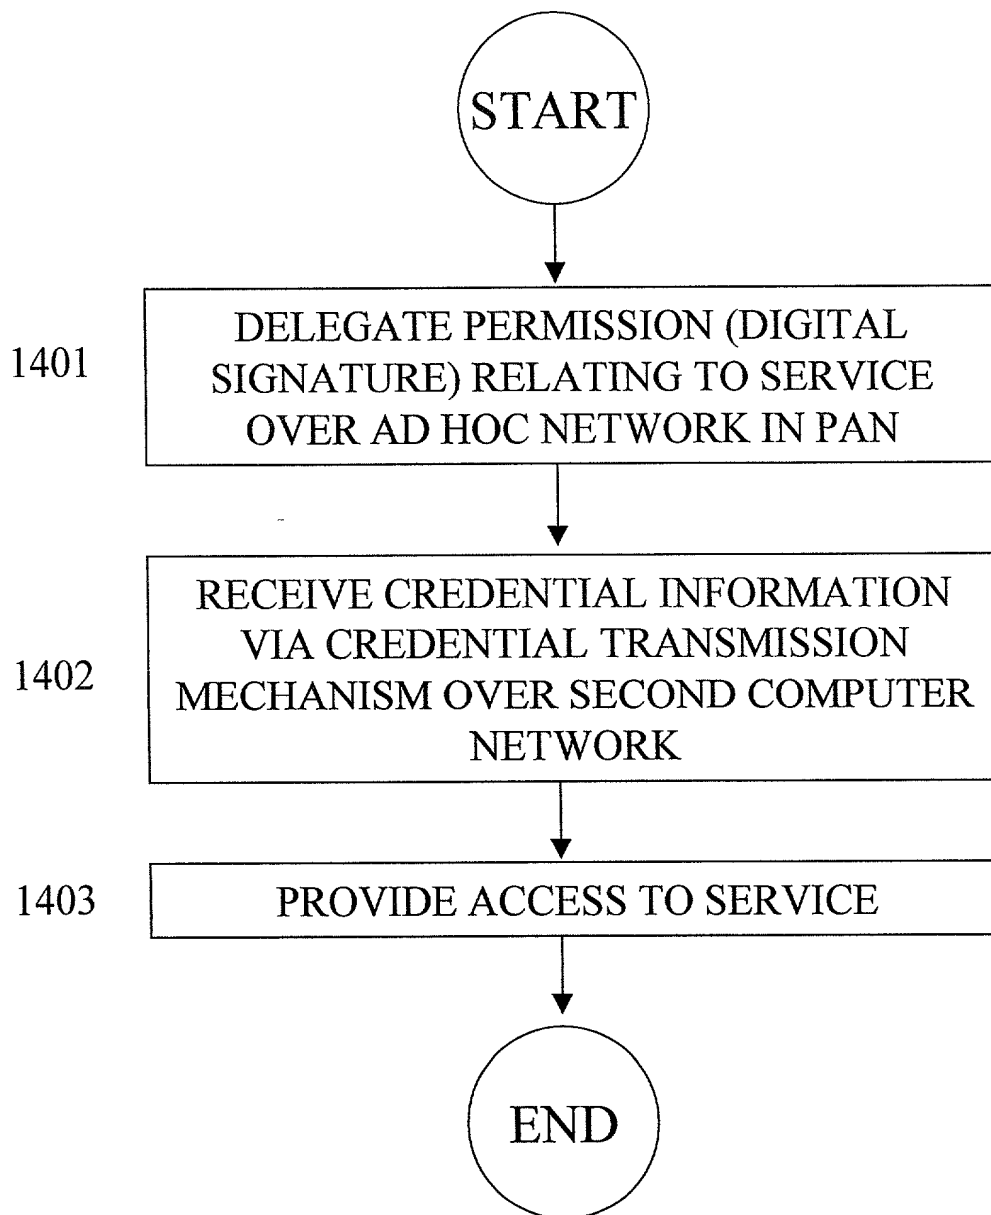 START
1401
DELEGATE PERMISSION (DIGITAL
SIGNATURE) RELATING TO SERVICE
OVER AD HOC NETWORK IN PAN
1402
RECEIVE CREDENTIAL INFORMATION
VIA CREDENTIAL TRANSMISSION
MECHANISM OVER SECOND COMPUTER
NETWORK
1403
PROVIDE ACCESS TO SERVICE
END